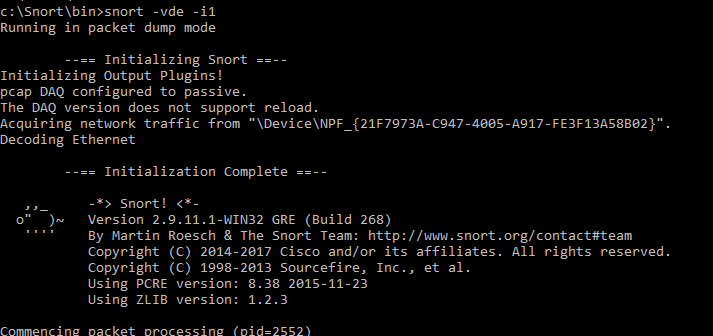 c:\Snort\bin>snort -vde -i1
Running in packet dump mode
--== Initializing Snort ==--
Initializing Output Plugins!
pcap DAQ configured to passive.
The DAQ version does not support reload.
Acquiring network traffic from "\Device\NPF_{21F7973A-C947-4005-A917-FE3F13A58B02}".
Decoding Ethernet
--== Initialization Complete ==--
,,_     -*> Snort! <*-
o"  )~   Version 2.9.11.1-WIN32 GRE (Build 268)
''''    By Martin Roesch & The Snort Team: http://www.snort.org/contact#team
Copyright (C) 2014-2017 Cisco and/or its affiliates. All rights reserved.
Copyright (C) 1998-2013 Sourcefire, Inc., et al.
Using PCRE version: 8.38 2015-11-23
Using ZLIB version: 1.2.3
Commencing packet processing (pid=2552)